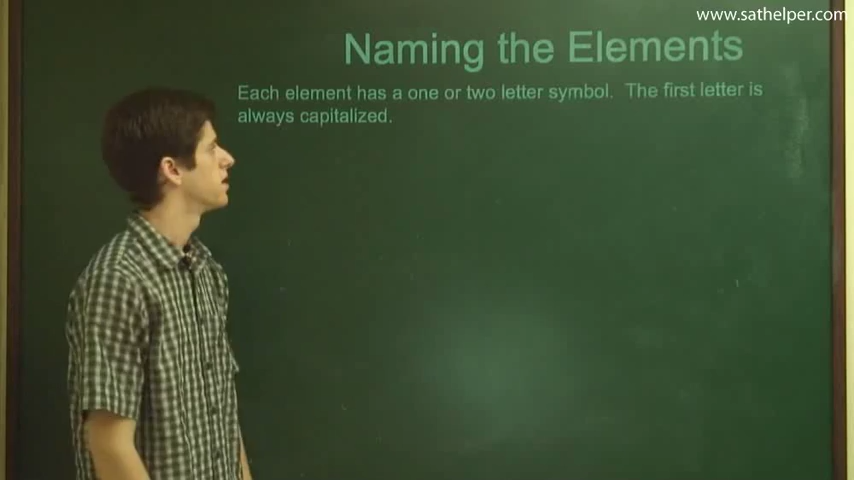 www.sathelper.com
Naming the Elements
Each element has a one or two letter symbol.  The first letter is
always capitalized.